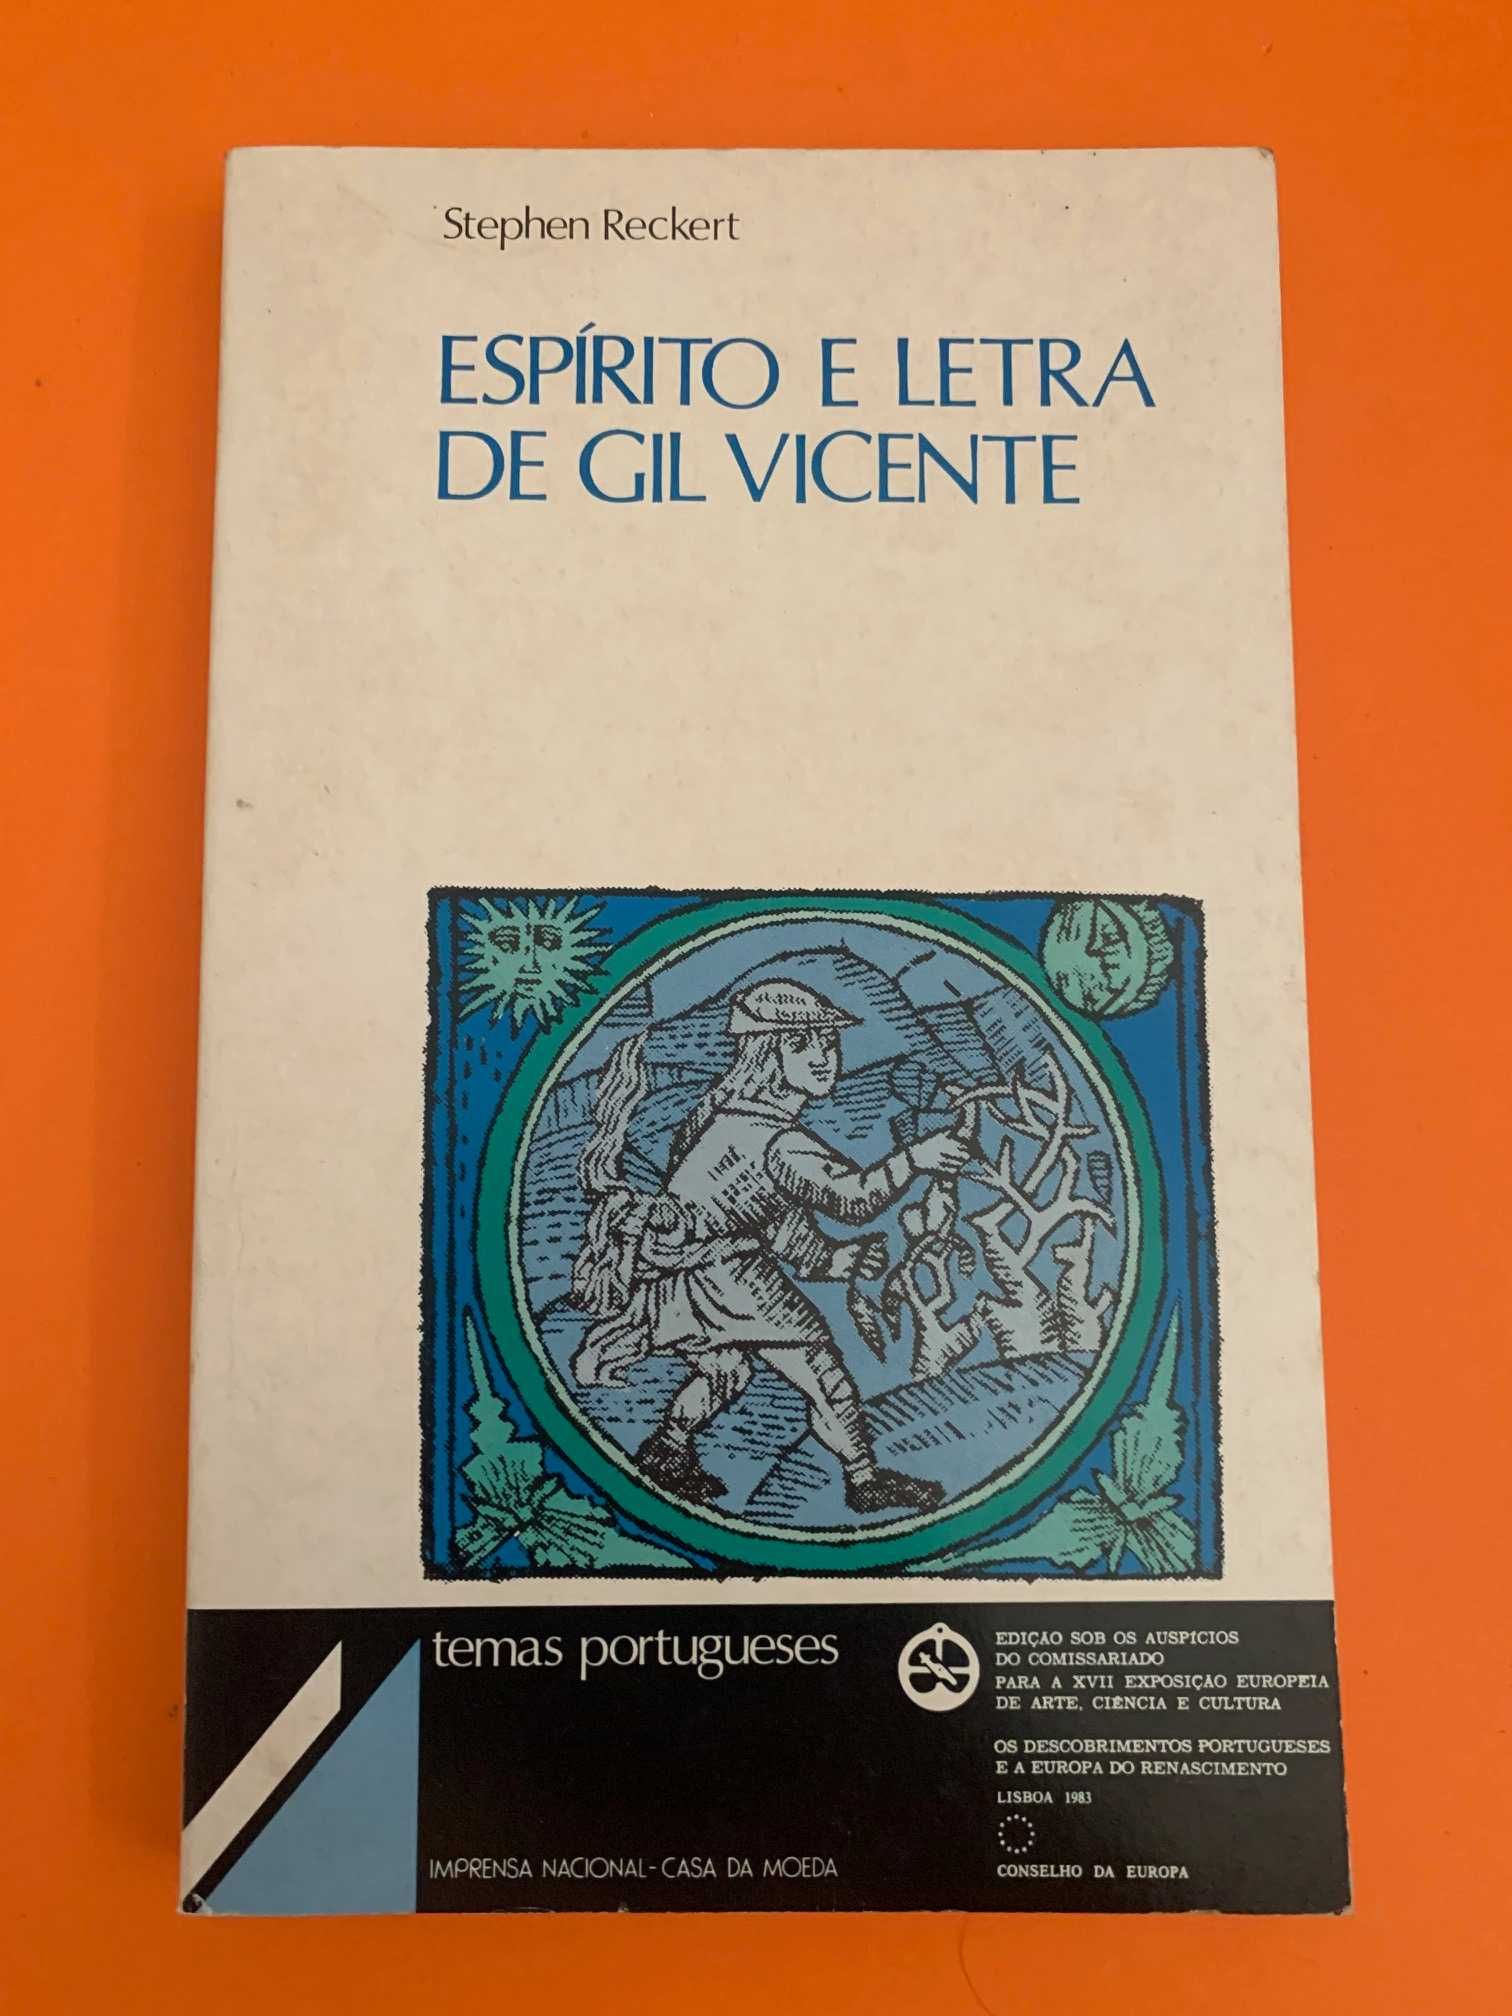 Stephen Reckert
ESPÍRITO E LETRA
DE GIL VICENTE
temas portugueses
EDIÇÃO SOB OS AUSPÍCIOS
DO COMISSARIADO
PARA A XVII EXPOSIÇÃO EUROPEIA
DE ARTE, CIÊNCIA E CULTURA
OS DESCOBRIMENTOS PORTUGUESES
E A EUROPA DO RENASCIMENTO
LISBOA 1983
CONSELHO DA EUROPA
IMPRENSA NACIONAL-CASA DA MOEDA